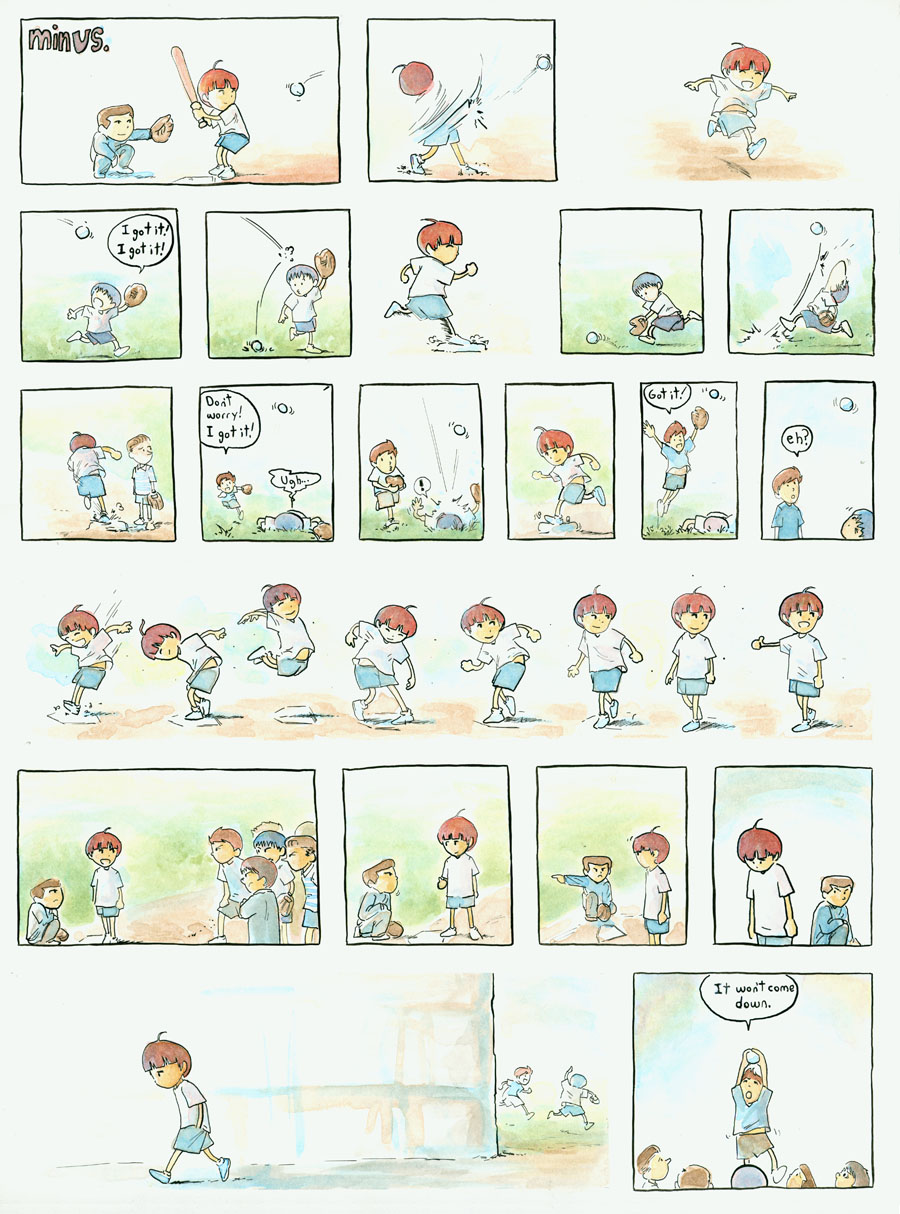 minus.
I got it!
I got it!
Don't
worry!
I got it!
Ugh...
!
Got it!
eh?
It won't come
down.